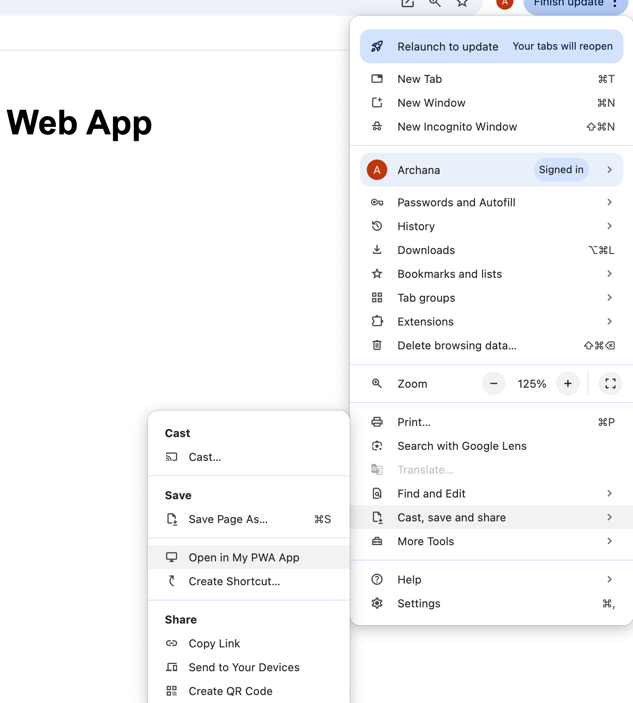 A
Finish update
Relaunch to update Your tabs will reopen
New Tab ⌘T
New Window ⌘N
Web App
New Incognito Window ⇧⌘N
A Archana Signed in
Passwords and Autofill
History
Downloads ⌥⌘L
Bookmarks and lists
Tab groups
Extensions
Delete browsing data... ⇧⌘⌫
Zoom − 125% +
Print... ⌘P
Search with Google Lens
Translate...
Find and Edit
Cast, save and share
More Tools
Help
Settings ⌘,
Cast
Cast...
Save
Save Page As... ⌘S
Open in My PWA App
Create Shortcut...
Share
Copy Link
Send to Your Devices
Create QR Code